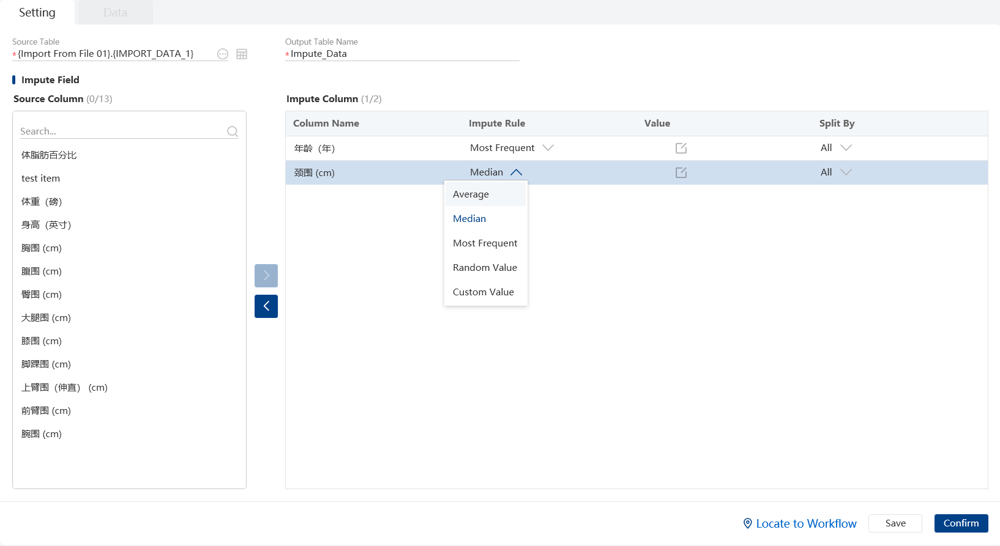 Setting
Data
Source Table
*{Import From File 01}.{IMPORT_DATA_1}
Output Table Name
*Impute_Data
Impute Field
Source Column (0/13)
Impute Column (1/2)
Search...
体脂肪百分比
test item
体重（磅）
身高（英寸）
胸围 (cm)
腹围 (cm)
臀围 (cm)
大腿围 (cm)
膝围 (cm)
脚踝围 (cm)
上臂围（伸直） (cm)
前臂围 (cm)
腕围 (cm)
Column Name Impute Rule Value Split By
年龄（年） Most Frequent All
颈围 (cm) Median All
Average
Median
Most Frequent
Random Value
Custom Value
Locate to Workflow
Save
Confirm